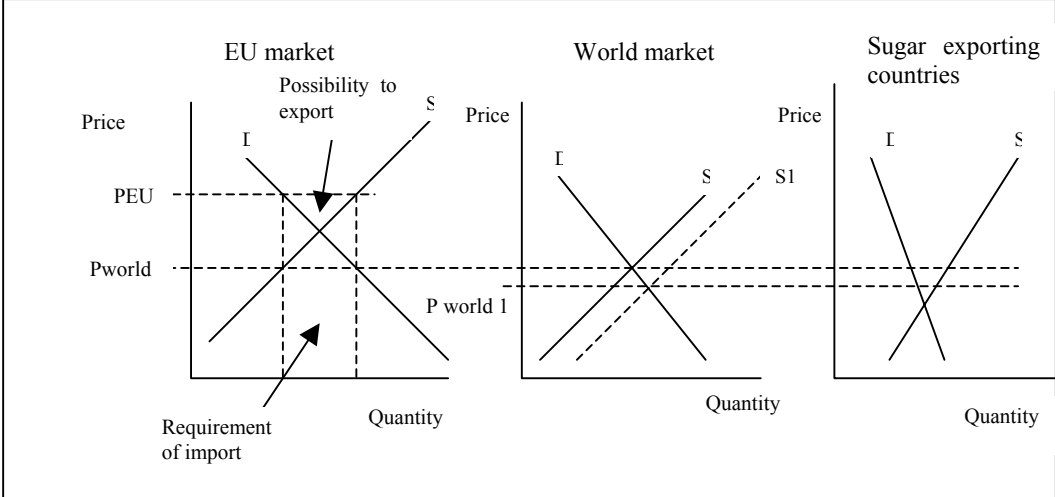 EU market
World market
Sugar exporting
countries
Possibility to
export
Price
S
PEU
Pworld
Requirement
of import
Quantity
Price
S
S1
P world 1
Quantity
Price
S
Quantity